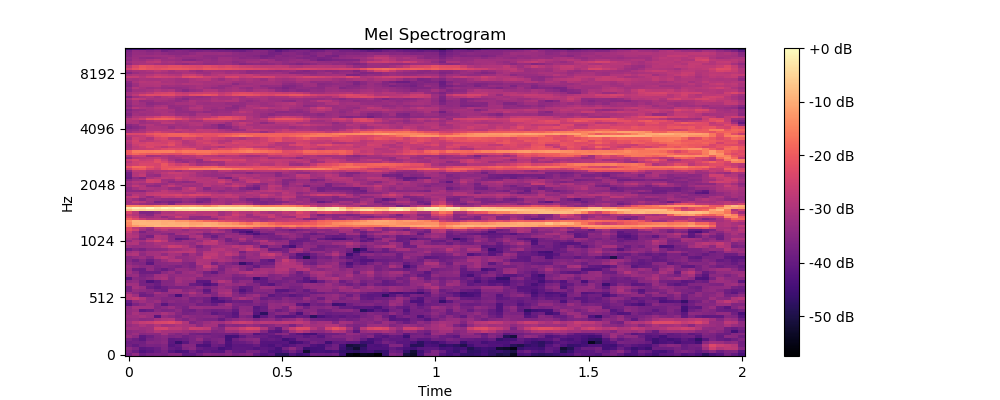 Mel Spectrogram
+0 dB
8192
-10 dB
4096
-20 dB
2048
Hz
-30 dB
1024
-40 dB
512
-50 dB
0
0 0.5 1 1.5 2
Time